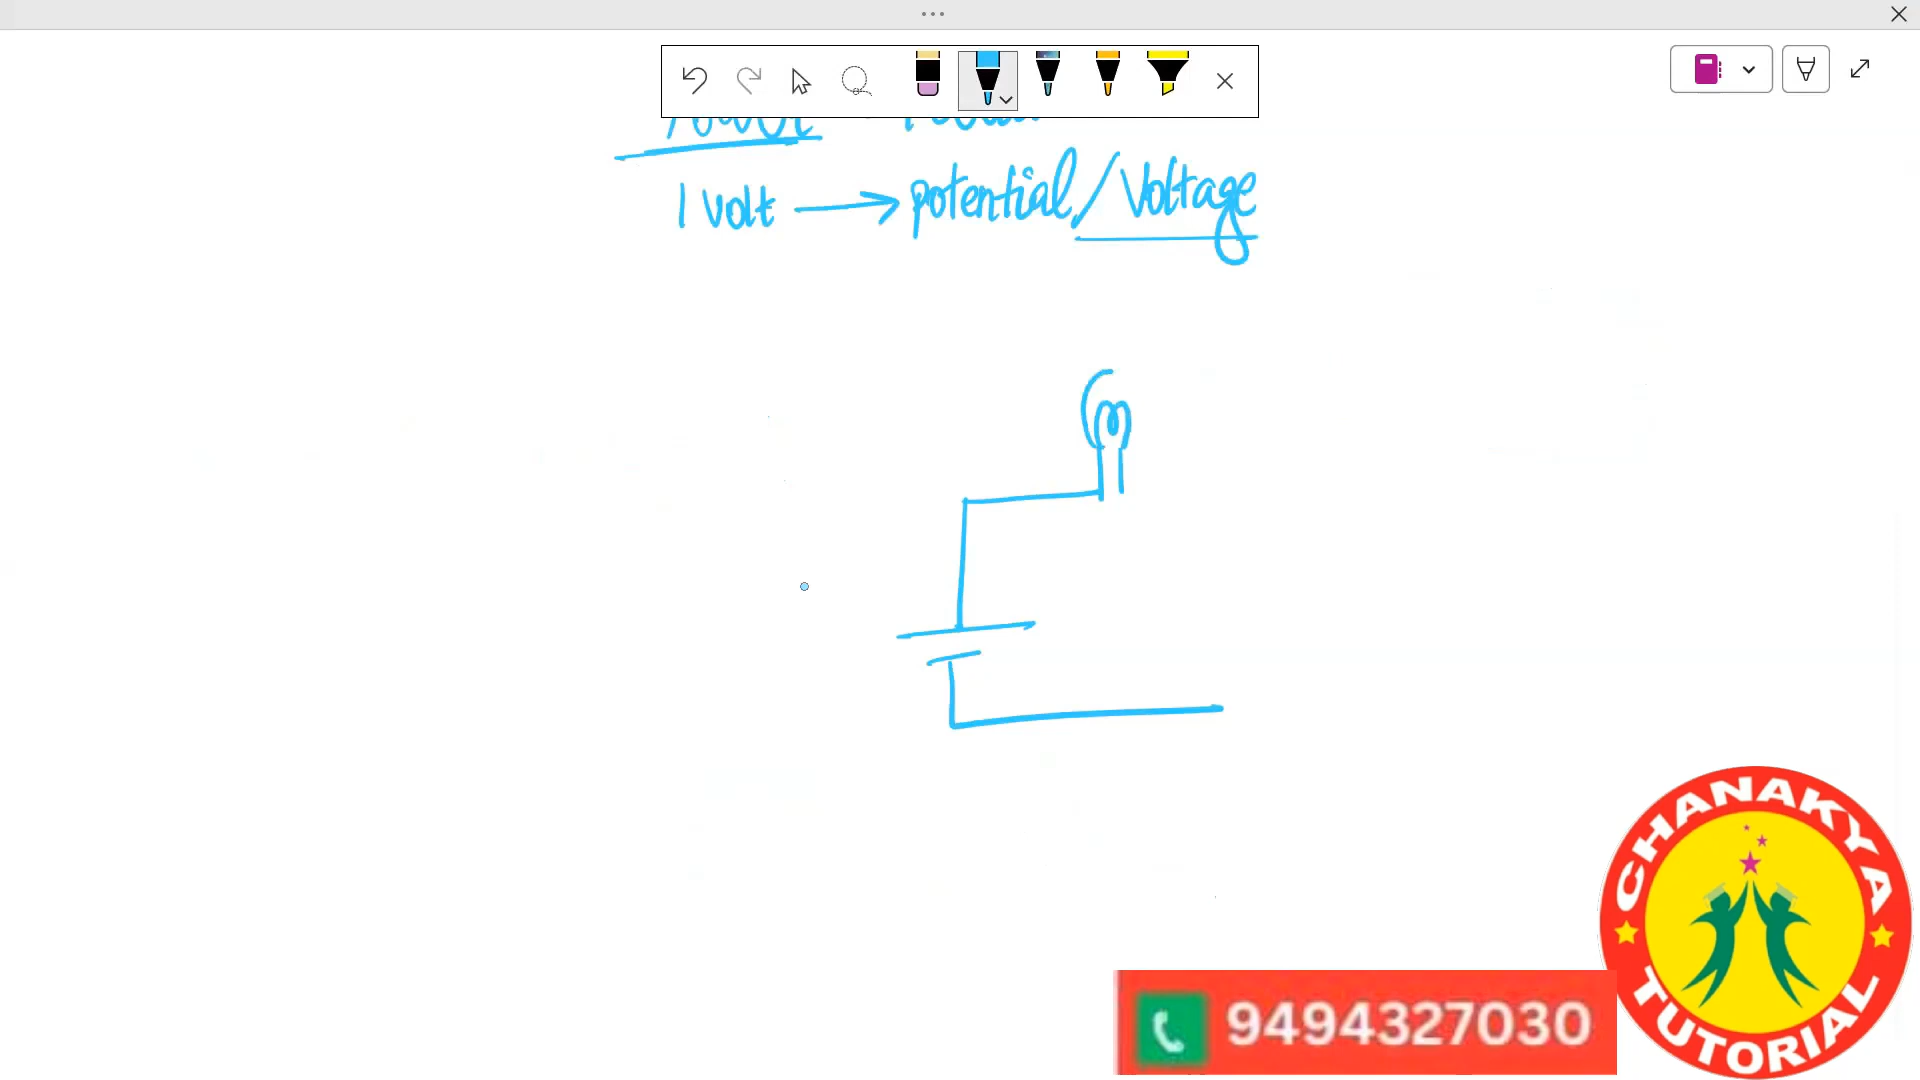 1 volt → potential / Voltage
9494327030
CHANAKYA
TUTORIAL